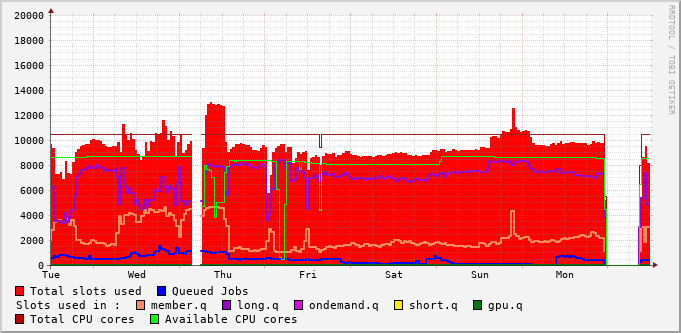 20000
18000
16000
14000
12000
10000
8000
6000
4000
2000
0
Tue Wed Thu Fri Sat Sun Mon
RRDTOOL / TOBI OETIKER
Total slots used Queued Jobs
Slots used in : member.q long.q ondemand.q short.q gpu.q
Total CPU cores Available CPU cores